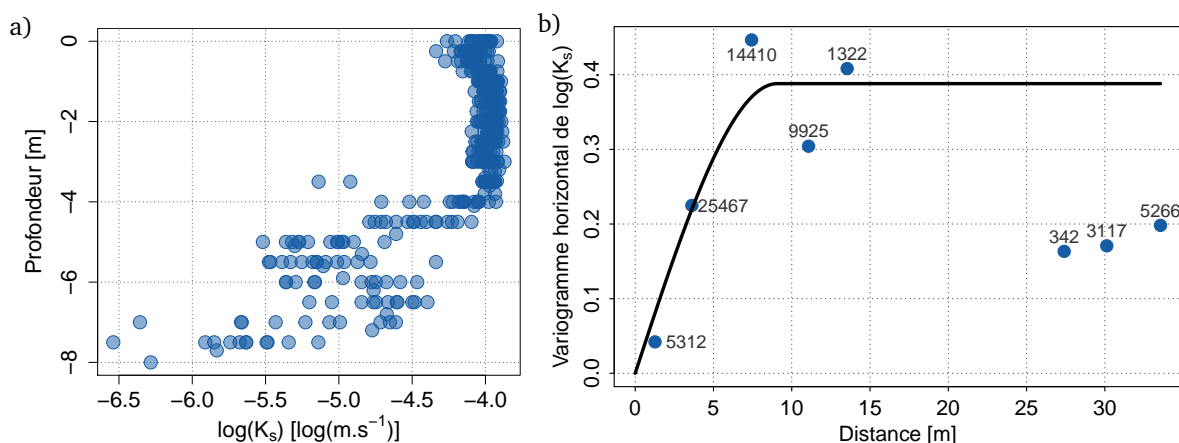 a)
Profondeur [m]
0
−2
−4
−6
−8
−6.5 −6.0 −5.5 −5.0 −4.5 −4.0
log(Ks) [log(m.s⁻¹)]
b)
Variogramme horizontal de log(Ks)
0.4
0.3
0.2
0.1
0.0
14410
1322
9925
25467
5266
342
3117
5312
0 5 10 15 20 25 30
Distance [m]